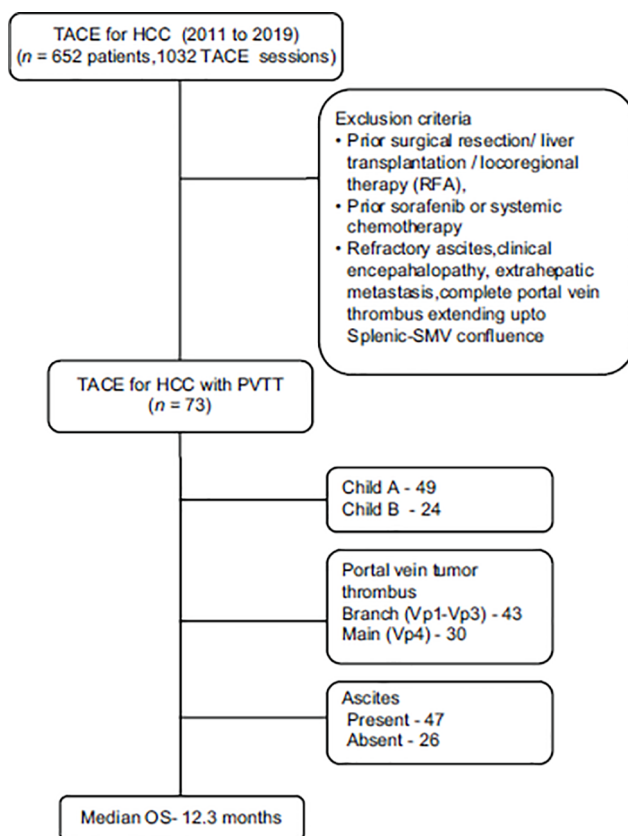 TACE for HCC (2011 to 2019)
(n = 652 patients,1032 TACE sessions)
Exclusion criteria
• Prior surgical resection/ liver
transplantation / locoregional
therapy (RFA),
• Prior sorafenib or systemic
chemotherapy
• Refractory ascites,clinical
encepahalopathy, extrahepatic
metastasis,complete portal vein
thrombus extending upto
Splenic-SMV confluence
TACE for HCC with PVTT
(n = 73)
Child A - 49
Child B - 24
Portal vein tumor
thrombus
Branch (Vp1-Vp3) - 43
Main (Vp4) - 30
Ascites
Present - 47
Absent - 26
Median OS- 12.3 months